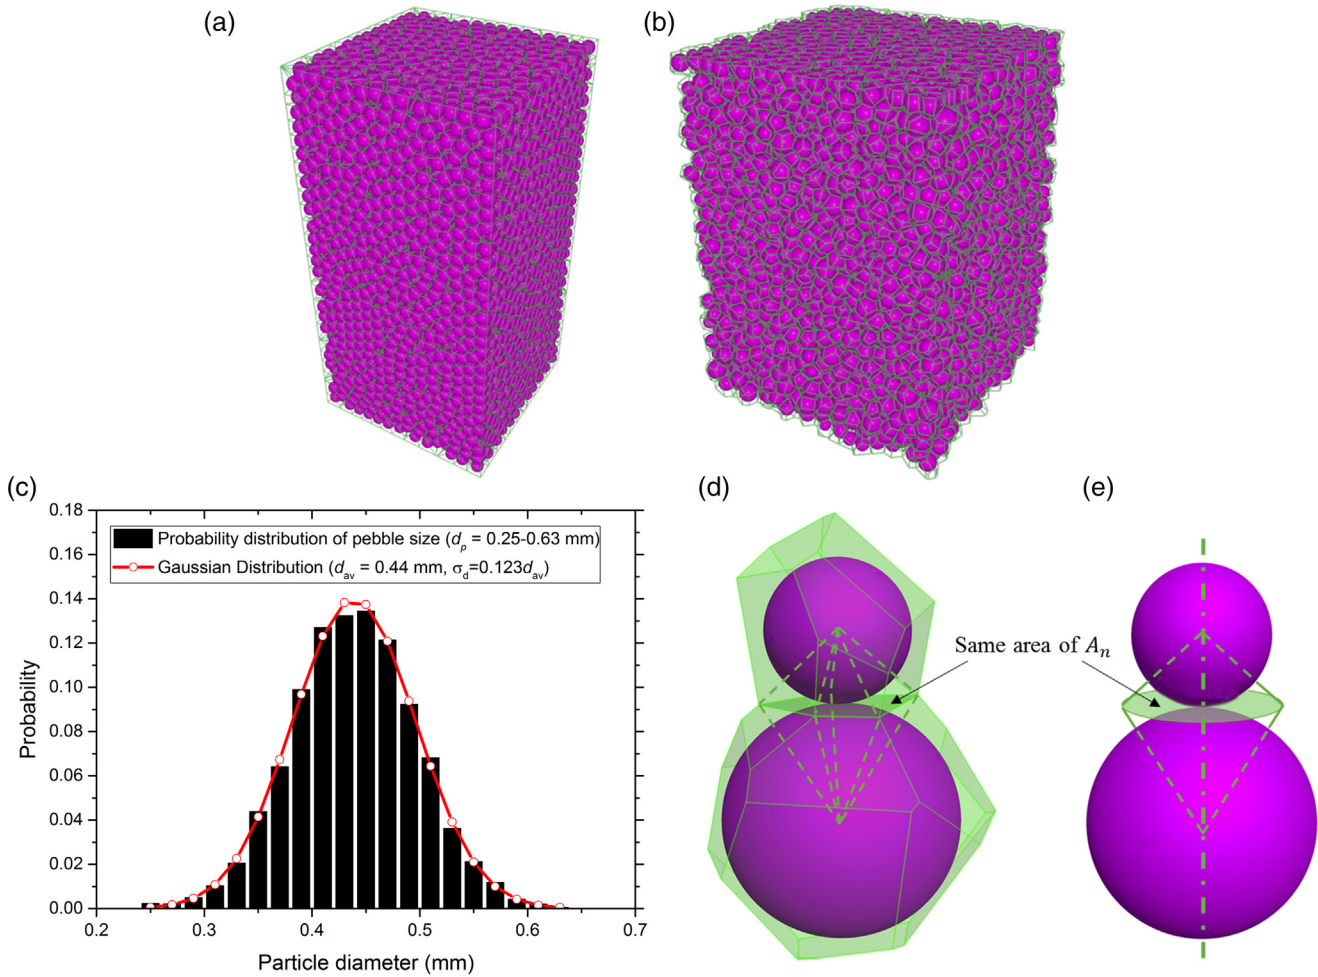 (a)
(b)
(c)
0.18
0.16
0.14
0.12
0.10
0.08
0.06
0.04
0.02
0.00
Probability
Probability distribution of pebble size (dp = 0.25-0.63 mm)
Gaussian Distribution (dav = 0.44 mm, σd=0.123dav)
0.2
0.3
0.4
0.5
0.6
0.7
Particle diameter (mm)
(d)
(e)
Same area of An